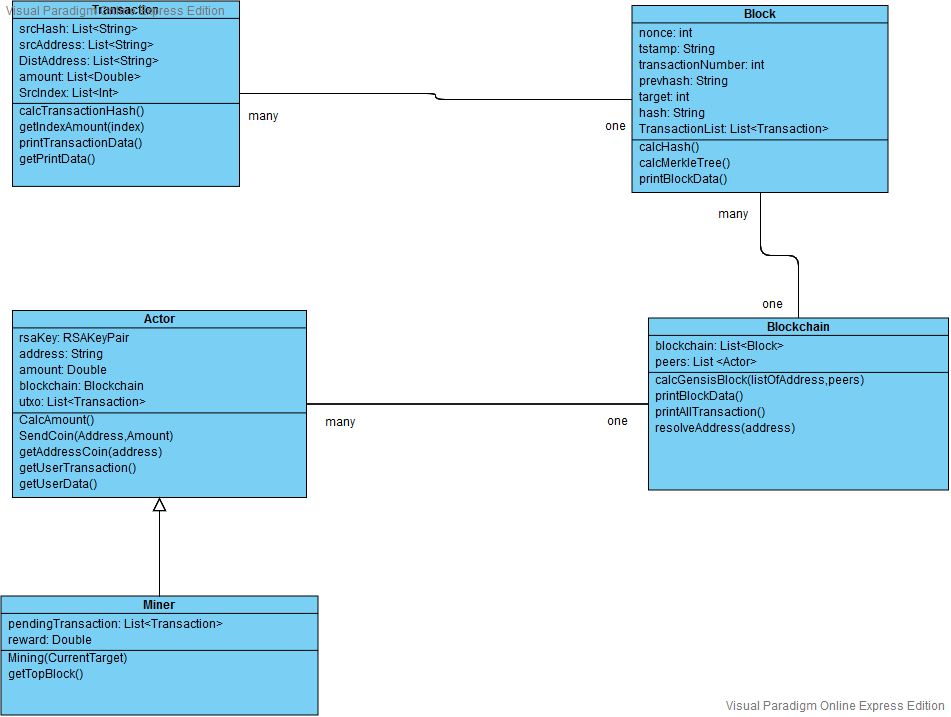 Visual Paradigm Online Express Edition
Transaction
srcHash: List<String>
srcAddress: List<String>
DistAddress: List<String>
amount: List<Double>
SrcIndex: List<Int>
calcTransactionHash()
getIndexAmount(index)
printTransactionData()
getPrintData()
many
one
Block
nonce: int
tstamp: String
transactionNumber: int
prevhash: String
target: int
hash: String
TransactionList: List<Transaction>
calcHash()
calcMerkleTree()
printBlockData()
many
one
Actor
rsaKey: RSAKeyPair
address: String
amount: Double
blockchain: Blockchain
utxo: List<Transaction>
CalcAmount()
SendCoin(Address,Amount)
getAddressCoin(address)
getUserTransaction()
getUserData()
many
one
Blockchain
blockchain: List<Block>
peers: List <Actor>
calcGensisBlock(listOfAddress,peers)
printBlockData()
printAllTransaction()
resolveAddress(address)
Miner
pendingTransaction: List<Transaction>
reward: Double
Mining(CurrentTarget)
getTopBlock()
Visual Paradigm Online Express Edition